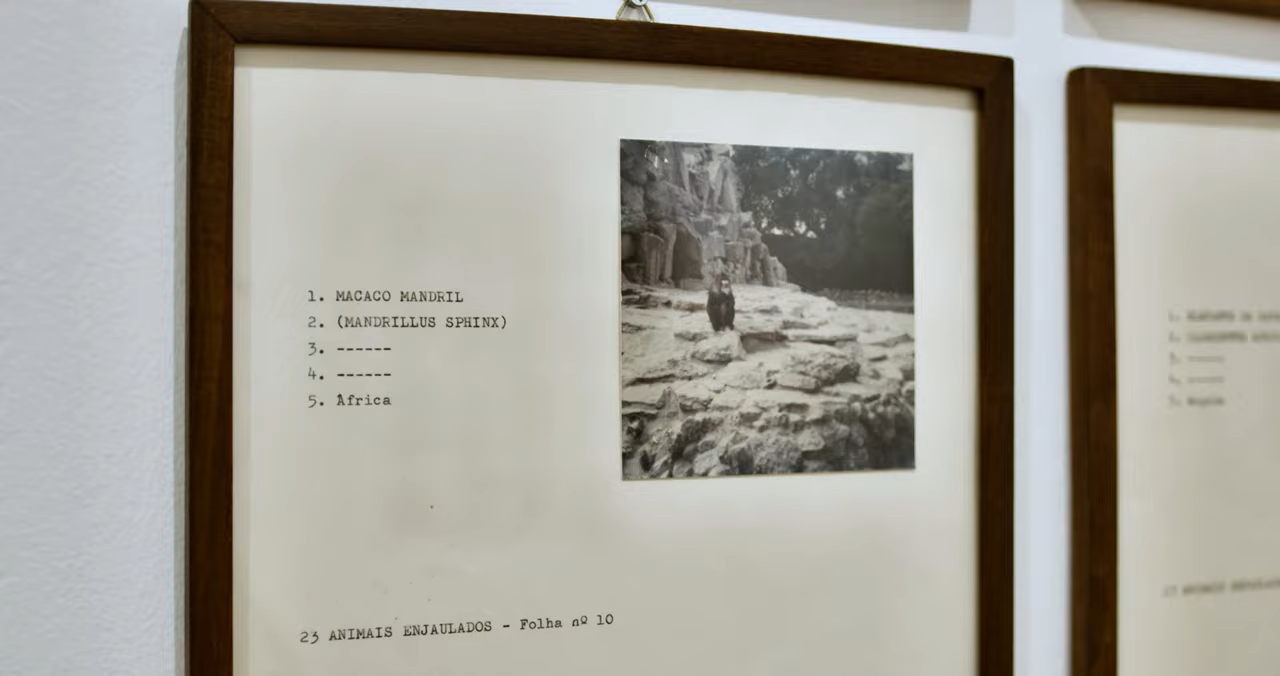 1. MACACO MANDRIL
2. (MANDRILLUS SPHINX)
3. ------
4. ------
5. Africa
23 ANIMAIS ENJAULADOS - Folha nº 10